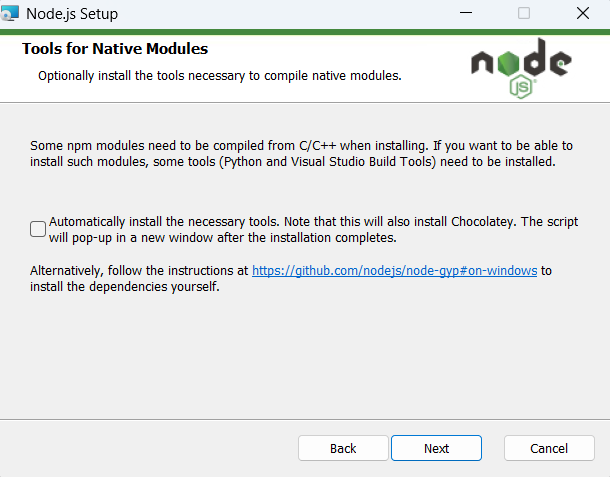 Node.js Setup
Tools for Native Modules
Optionally install the tools necessary to compile native modules.
node
JS
Some npm modules need to be compiled from C/C++ when installing. If you want to be able to
install such modules, some tools (Python and Visual Studio Build Tools) need to be installed.
Automatically install the necessary tools. Note that this will also install Chocolatey. The script
will pop-up in a new window after the installation completes.
Alternatively, follow the instructions at https://github.com/nodejs/node-gyp#on-windows to
install the dependencies yourself.
Back
Next
Cancel